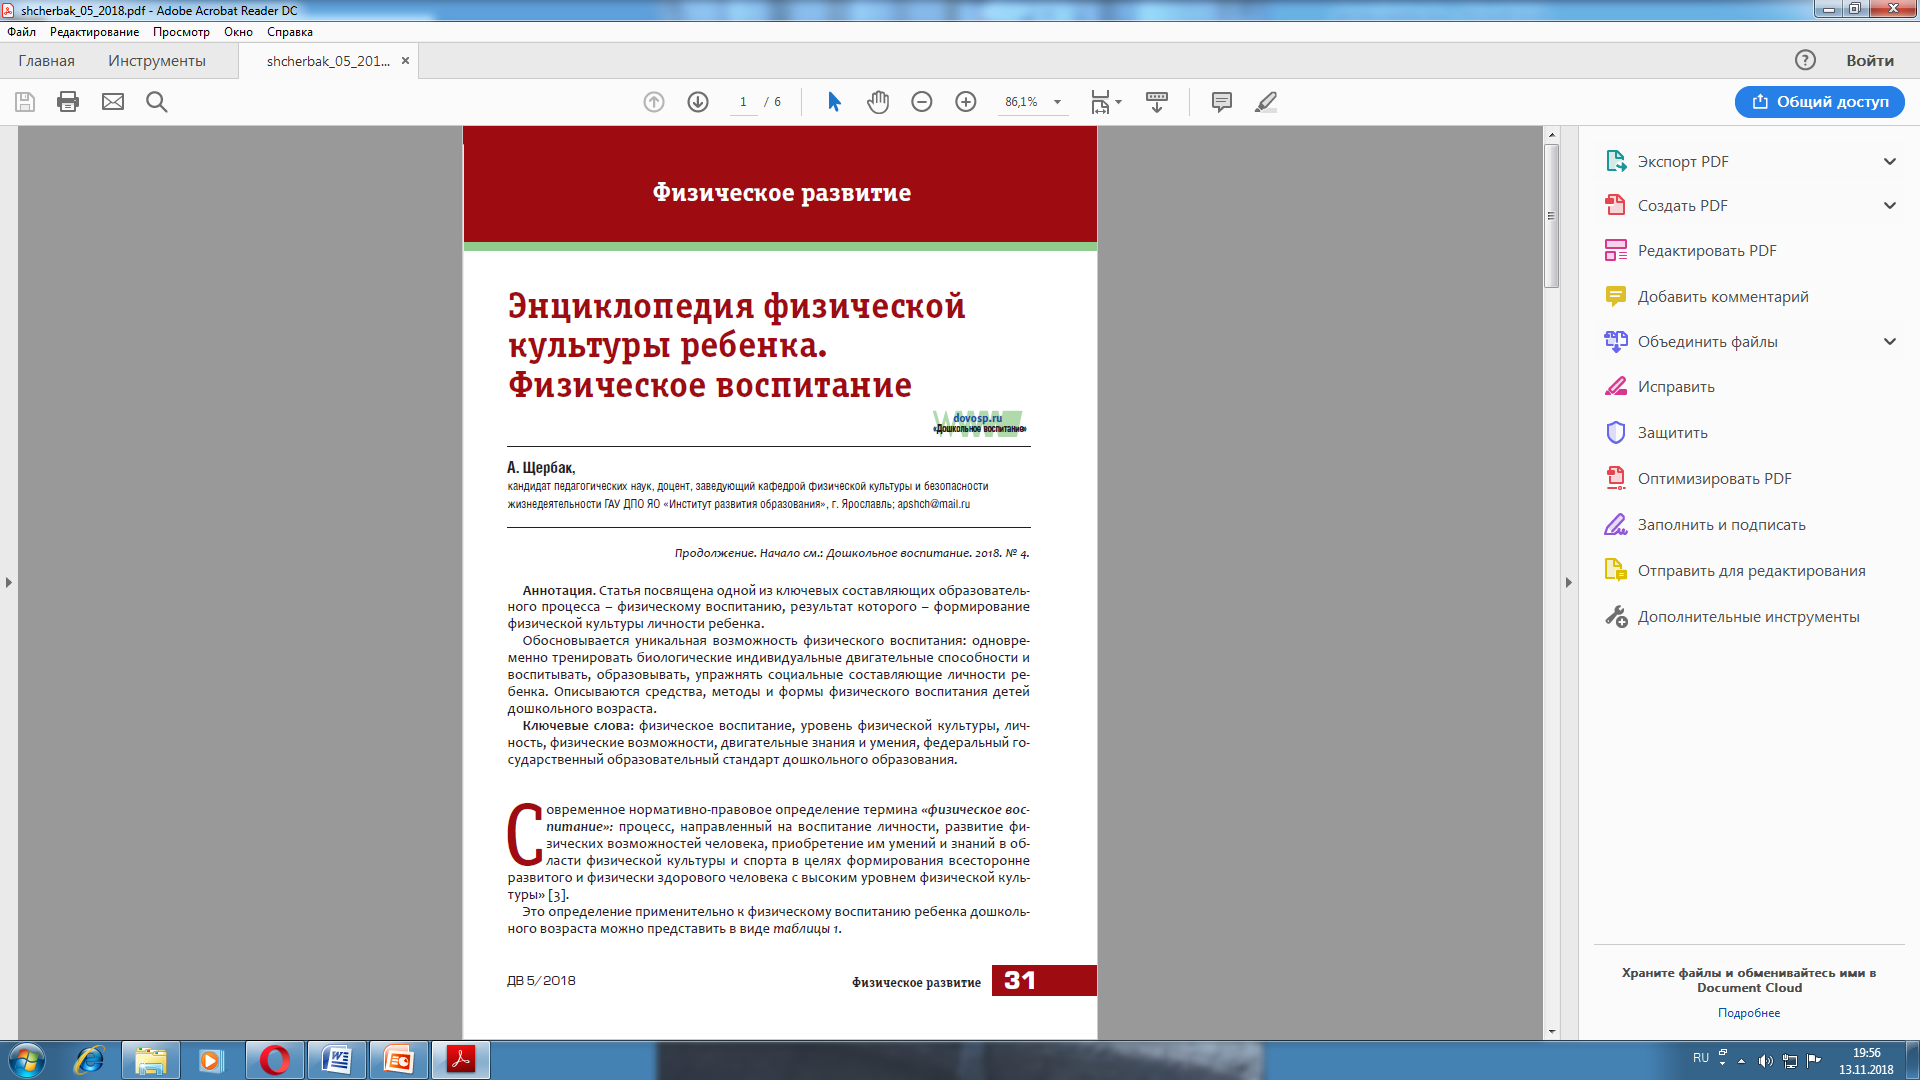 shcherbak_05_2018.pdf - Adobe Acrobat Reader DC
Файл Редактирование Просмотр Окно Справка
Главная Инструменты shcherbak_05_201... × Войти
1 / 6 86,1% Общий доступ
Физическое развитие
Энциклопедия физической
культуры ребенка.
Физическое воспитание
dovosp.ru
«Дошкольное воспитание»
А. Щербак,
кандидат педагогических наук, доцент, заведующий кафедрой физической культуры и безопасности
жизнедеятельности ГАУ ДПО ЯО «Институт развития образования», г. Ярославль; apshch@mail.ru
Продолжение. Начало см.: Дошкольное воспитание. 2018. № 4.
Аннотация. Статья посвящена одной из ключевых составляющих образователь-
ного процесса – физическому воспитанию, результат которого – формирование
физической культуры личности ребенка.
Обосновывается уникальная возможность физического воспитания: одновре-
менно тренировать биологические индивидуальные двигательные способности и
воспитывать, образовывать, упражнять социальные составляющие личности ре-
бенка. Описываются средства, методы и формы физического воспитания детей
дошкольного возраста.
Ключевые слова: физическое воспитание, уровень физической культуры, лич-
ность, физические возможности, двигательные знания и умения, федеральный го-
сударственный образовательный стандарт дошкольного образования.
Современное нормативно-правовое определение термина «физическое вос-
питание»: процесс, направленный на воспитание личности, развитие фи-
зических возможностей человека, приобретение им умений и знаний в об-
ласти физической культуры и спорта в целях формирования всесторонне
развитого и физически здорового человека с высоким уровнем физической куль-
туры» [3].
Это определение применительно к физическому воспитанию ребенка дошколь-
ного возраста можно представить в виде таблицы 1.
ДВ 5/2018 Физическое развитие 31
Экспорт PDF
Создать PDF
Редактировать PDF
Добавить комментарий
Объединить файлы
Исправить
Защитить
Оптимизировать PDF
Заполнить и подписать
Отправить для редактирования
Дополнительные инструменты
Храните файлы и обменивайтесь ими в
Document Cloud
Подробнее
RU 19:56
13.11.2018